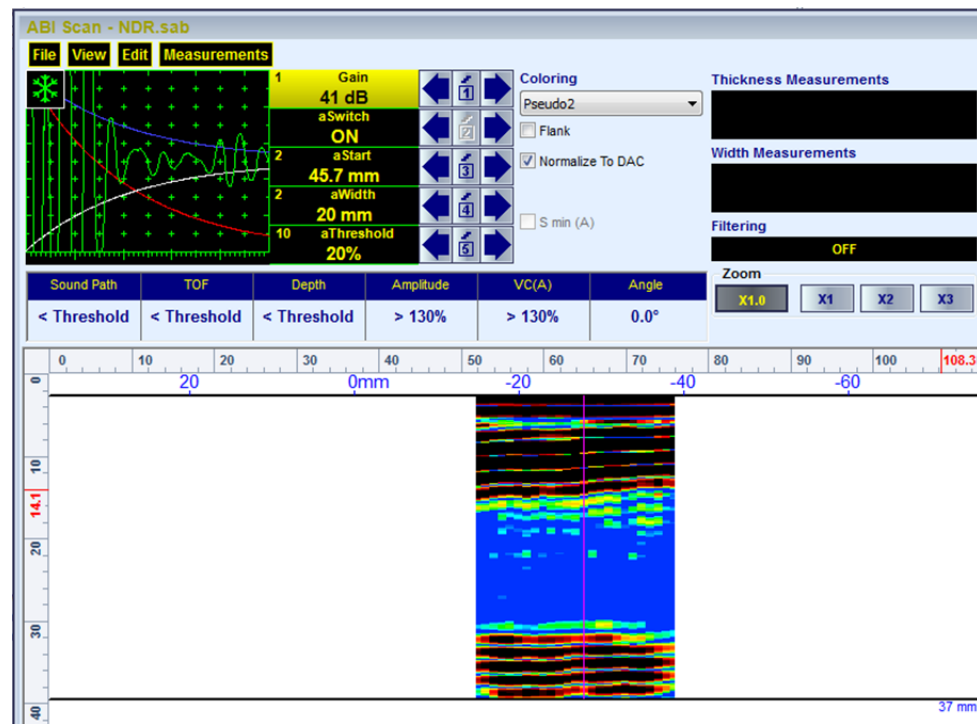 ABI Scan - NDR.sab
File View Edit Measurements
1 Gain
41 dB
aSwitch
ON
2 aStart
45.7 mm
2 aWidth
20 mm
10 aThreshold
20%
1
2
3
4
5
Coloring
Pseudo2
Flank
Normalize To DAC
S min (A)
Thickness Measurements
Width Measurements
Filtering
OFF
Zoom
X1.0 X1 X2 X3
Sound Path TOF Depth Amplitude VC(A) Angle
< Threshold < Threshold < Threshold > 130% > 130% 0.0°
0 10 20 30 40 50 60 70 80 90 100 108.3
20 0mm -20 -40 -60
0
10
14.1
20
30
40
37 mm